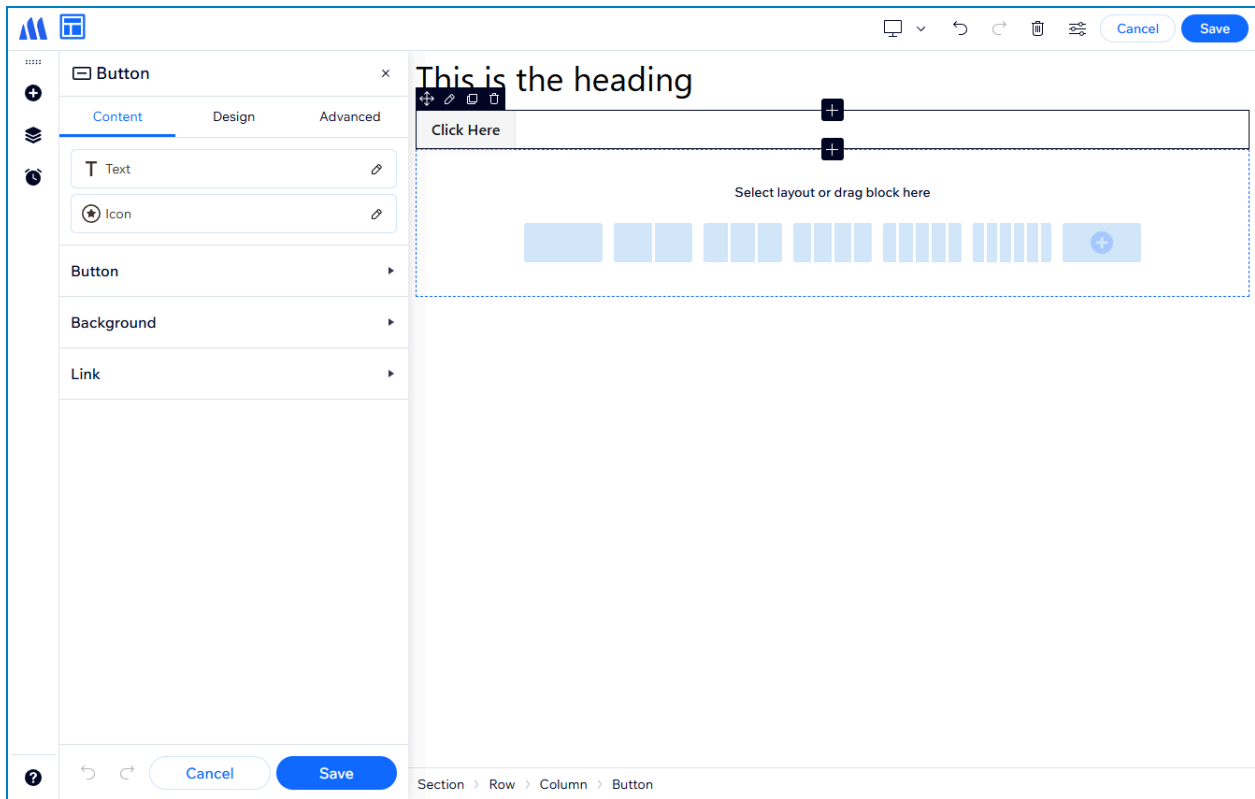 Cancel
Save
Button
Content
Design
Advanced
Text
Icon
Button
Background
Link
Cancel
Save
This is the heading
Click Here
Select layout or drag block here
Section
Row
Column
Button